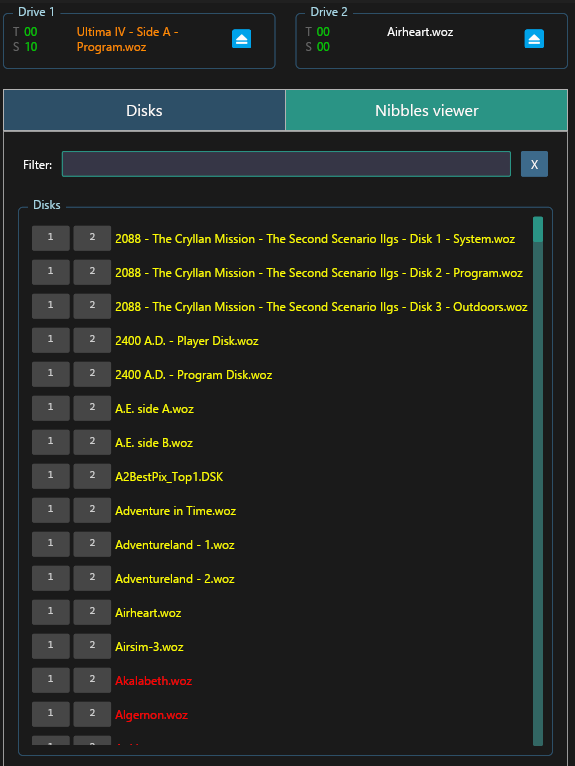 Drive 1
T 00
S 10
Ultima IV - Side A -
Program.woz
Drive 2
T 00
S 00
Airheart.woz
Disks
Nibbles viewer
Filter:
X
Disks
1 2 2088 - The Cryllan Mission - The Second Scenario IIgs - Disk 1 - System.woz
1 2 2088 - The Cryllan Mission - The Second Scenario IIgs - Disk 2 - Program.woz
1 2 2088 - The Cryllan Mission - The Second Scenario IIgs - Disk 3 - Outdoors.woz
1 2 2400 A.D. - Player Disk.woz
1 2 2400 A.D. - Program Disk.woz
1 2 A.E. side A.woz
1 2 A.E. side B.woz
1 2 A2BestPix_Top1.DSK
1 2 Adventure in Time.woz
1 2 Adventureland - 1.woz
1 2 Adventureland - 2.woz
1 2 Airheart.woz
1 2 Airsim-3.woz
1 2 Akalabeth.woz
1 2 Algernon.woz